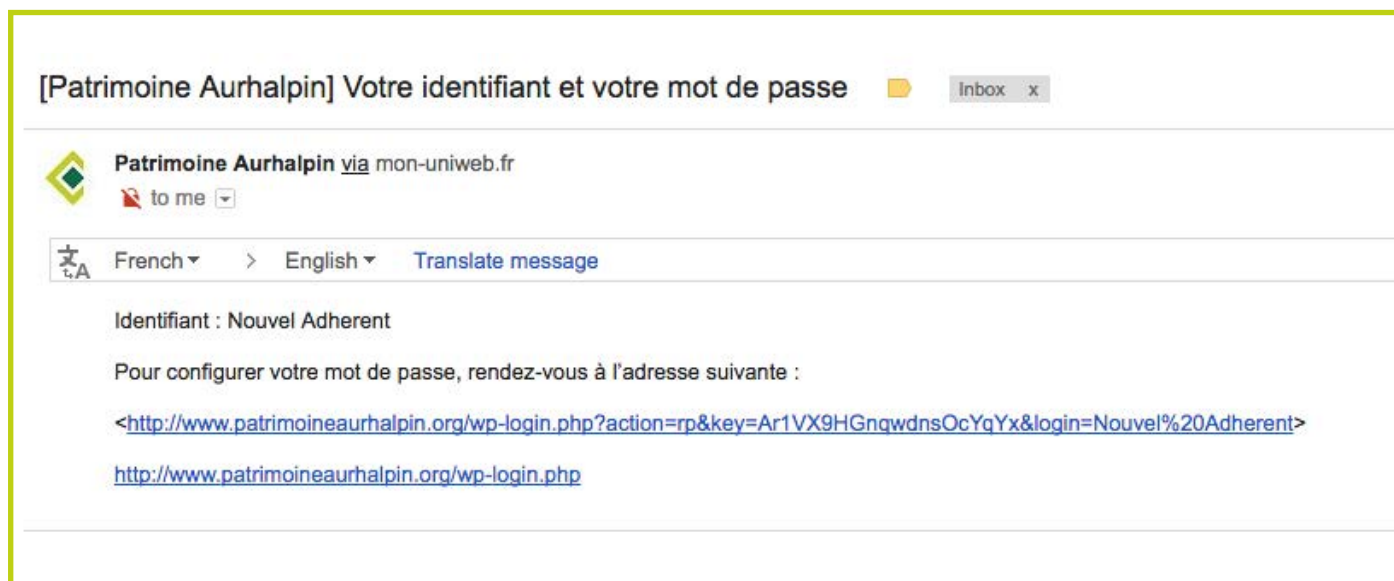 [Patrimoine Aurhalpin] Votre identifiant et votre mot de passe Inbox x
Patrimoine Aurhalpin via mon-uniweb.fr
to me
French > English Translate message
Identifiant : Nouvel Adherent
Pour configurer votre mot de passe, rendez-vous à l'adresse suivante :
<http://www.patrimoineaurhalpin.org/wp-login.php?action=rp&key=Ar1VX9HGnqwdnsOcYqYx&login=Nouvel%20Adherent>
http://www.patrimoineaurhalpin.org/wp-login.php